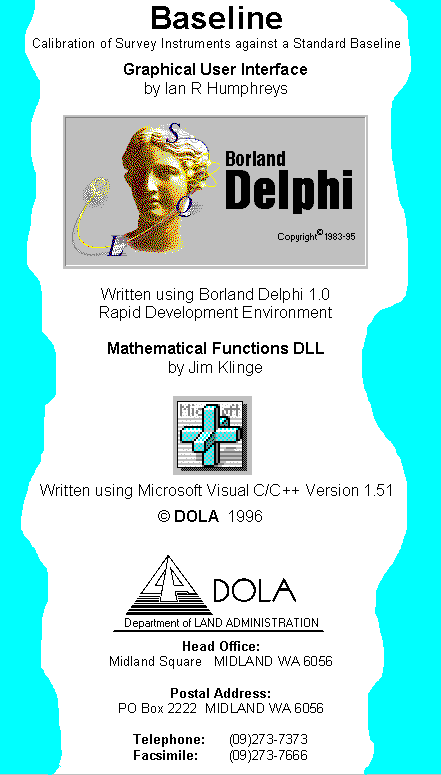 Baseline
Calibration of Survey Instruments against a Standard Baseline
Graphical User Interface
by Ian R Humphreys
S
Q
L
Borland
Delphi
Copyright© 1983-95
Written using Borland Delphi 1.0
Rapid Development Environment
Mathematical Functions DLL
by Jim Klinge
Microsoft
Written using Microsoft Visual C/C++ Version 1.51
© DOLA 1996
DOLA
Department of LAND ADMINISTRATION
Head Office:
Midland Square MIDLAND WA 6056
Postal Address:
PO Box 2222 MIDLAND WA 6056
Telephone: (09)273-7373
Facsimile: (09)273-7666